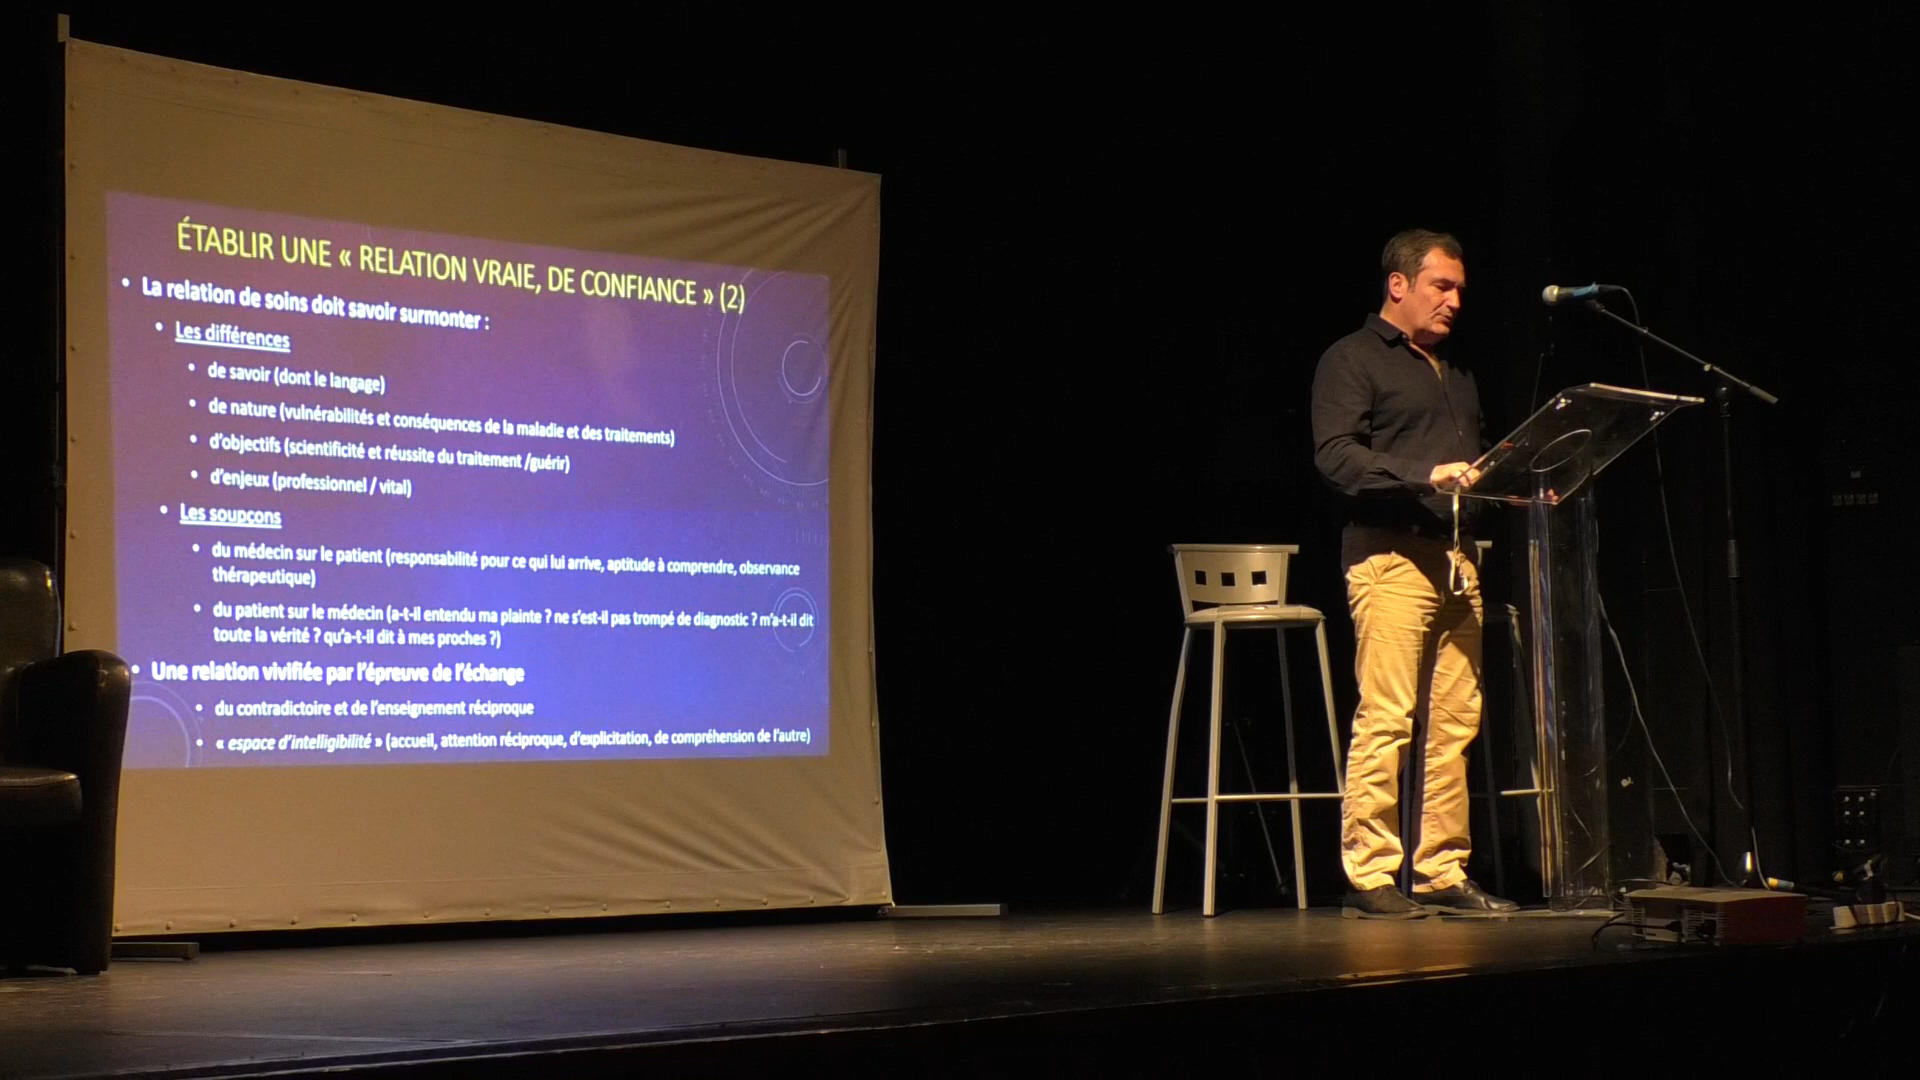 ÉTABLIR UNE « RELATION VRAIE, DE CONFIANCE » (2)
• La relation de soins doit savoir surmonter :
• Les différences
• de savoir (dont le langage)
• de nature (vulnérabilités et conséquences de la maladie et des traitements)
• d'objectifs (scientificité et réussite du traitement /guérir)
• d'enjeux (professionnel / vital)
• Les soupçons
• du médecin sur le patient (responsabilité pour ce qui lui arrive, aptitude à comprendre, observance
thérapeutique)
• du patient sur le médecin (a-t-il entendu ma plainte ? ne s'est-il pas trompé de diagnostic ? m'a-t-il dit
toute la vérité ? qu'a-t-il dit à mes proches ?)
• Une relation vivifiée par l'épreuve de l'échange
• du contradictoire et de l'enseignement réciproque
• « espace d'intelligibilité » (accueil, attention réciproque, d'explicitation, de compréhension de l'autre)